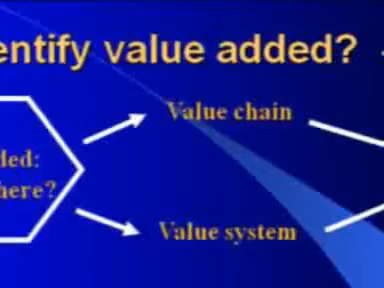 entify value added?
Value chain
ded:
here?
Value system